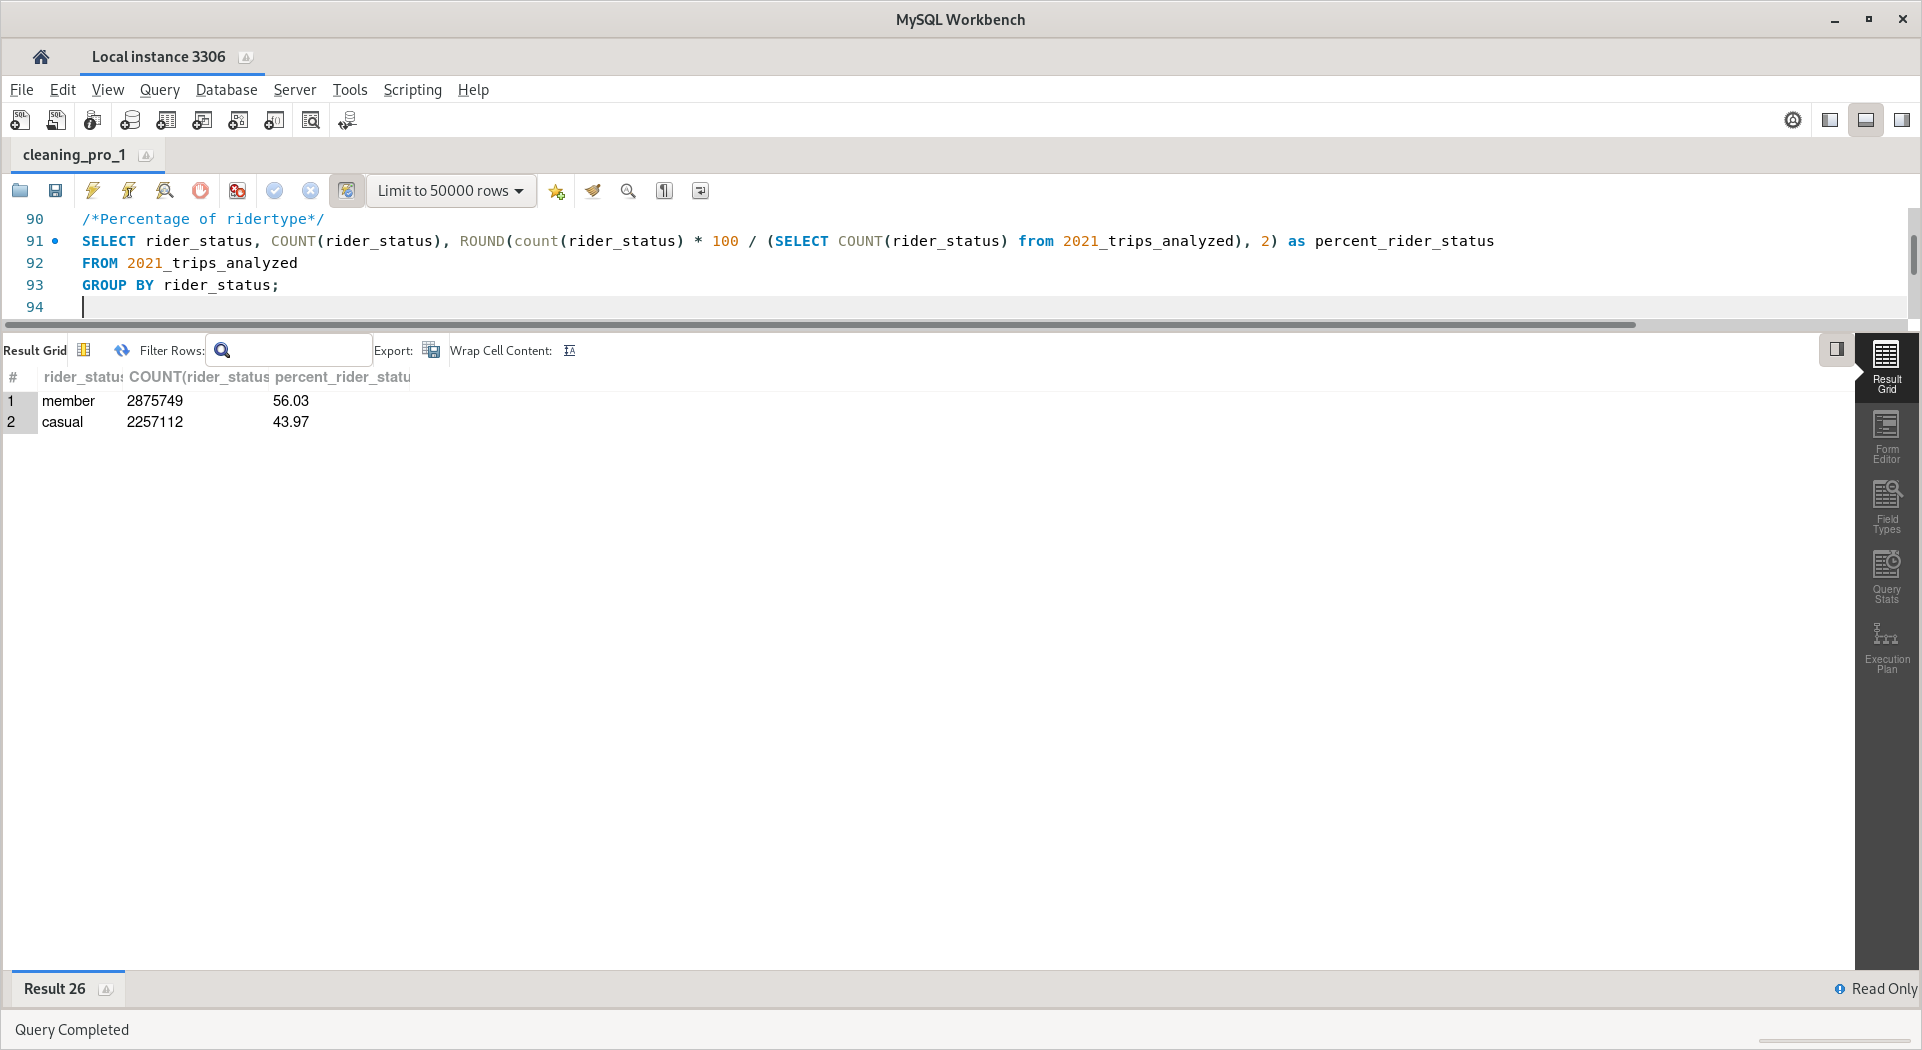 MySQL Workbench
Local instance 3306
File Edit View Query Database Server Tools Scripting Help
cleaning_pro_1
Limit to 50000 rows
90 /*Percentage of ridertype*/
91 SELECT rider_status, COUNT(rider_status), ROUND(count(rider_status) * 100 / (SELECT COUNT(rider_status) from 2021_trips_analyzed), 2) as percent_rider_status
92 FROM 2021_trips_analyzed
93 GROUP BY rider_status;
94
Result Grid Filter Rows: Export: Wrap Cell Content:
# rider_status COUNT(rider_status percent_rider_statu
1 member 2875749 56.03
2 casual 2257112 43.97
Result
Grid
Form
Editor
Field
Types
Query
Stats
Execution
Plan
Result 26
Read Only
Query Completed